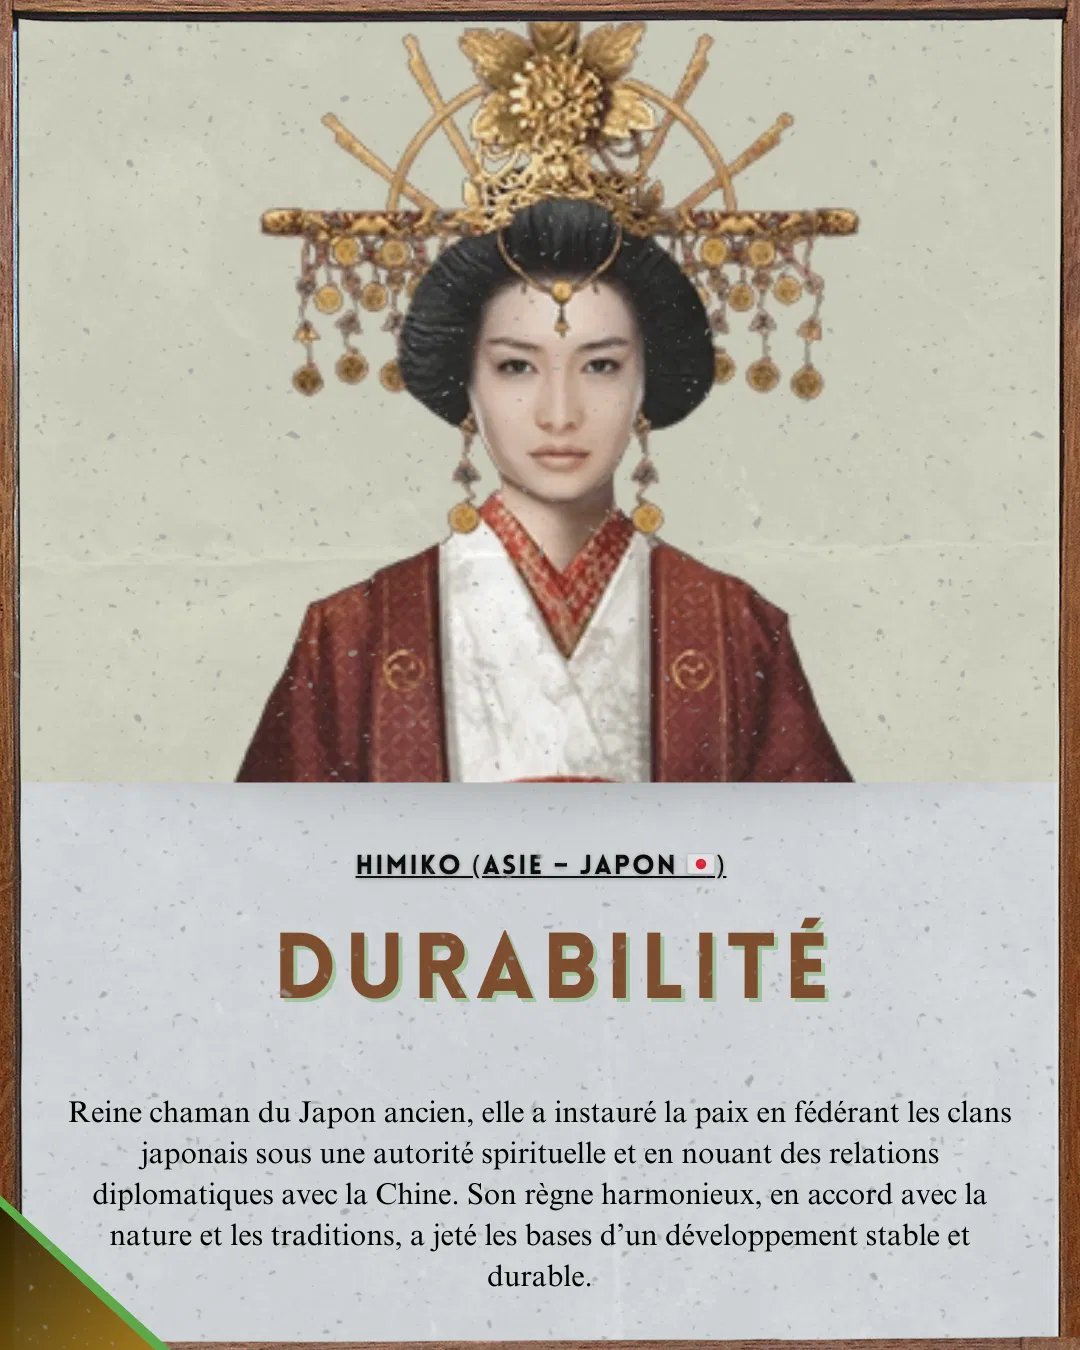 HIMIKO (ASIE – JAPON 🇯🇵)
DURABILITÉ
Reine chaman du Japon ancien, elle a instauré la paix en fédérant les clans
japonais sous une autorité spirituelle et en nouant des relations
diplomatiques avec la Chine. Son règne harmonieux, en accord avec la
nature et les traditions, a jeté les bases d’un développement stable et
durable.